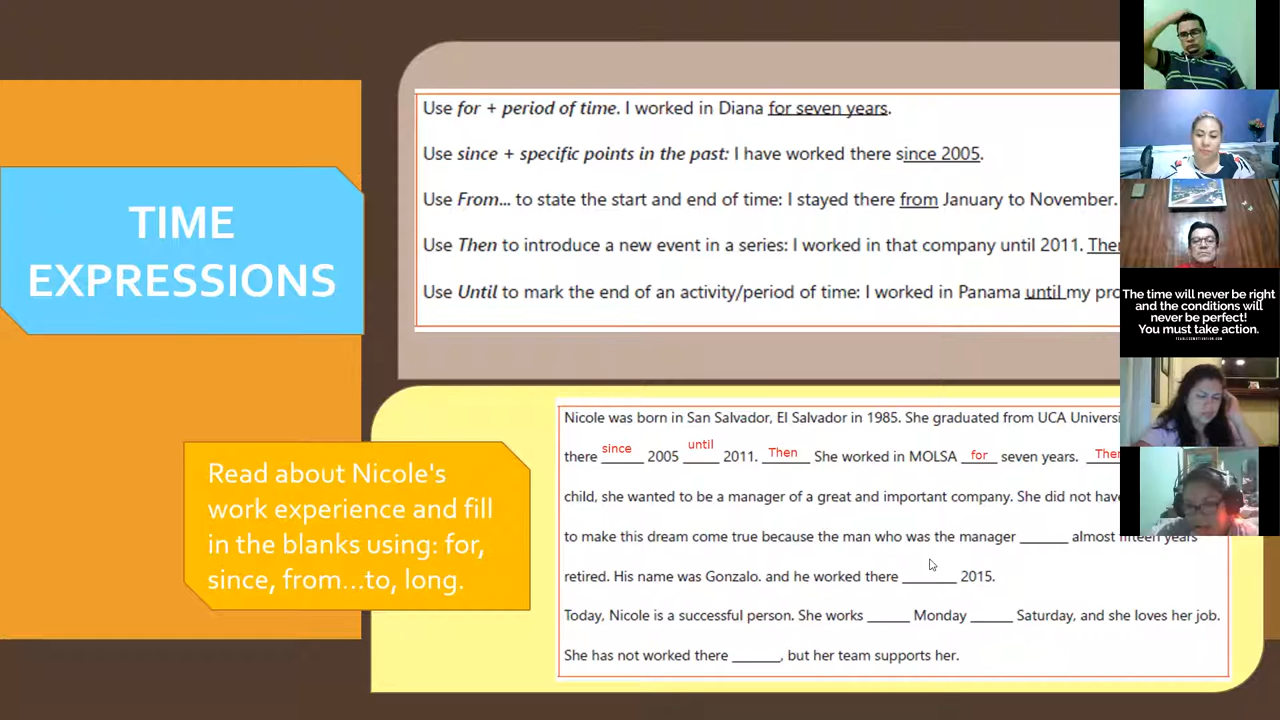 TIME
EXPRESSIONS
Use for + period of time. I worked in Diana for seven years.
Use since + specific points in the past: I have worked there since 2005.
Use From... to state the start and end of time: I stayed there from January to November.
Use Then to introduce a new event in a series: I worked in that company until 2011.
Use Until to mark the end of an activity/period of time: I worked in Panama until my
Read about Nicole's
work experience and fill
in the blanks using: for,
since, from...to, long.
Nicole was born in San Salvador, El Salvador in 1985. She graduated from UCA
there since 2005 until 2011. Then She worked in MOLSA for seven years.
child, she wanted to be a manager of a great and important company. She did not
to make this dream come true because the man who was the manager _______ almost fifteen years
retired. His name was Gonzalo. and he worked there ________ 2015.
Today, Nicole is a successful person. She works ______ Monday ______ Saturday, and she loves her job.
She has not worked there _______, but her team supports her.
The time will never be right
and the conditions will
never be perfect!
You must take action.